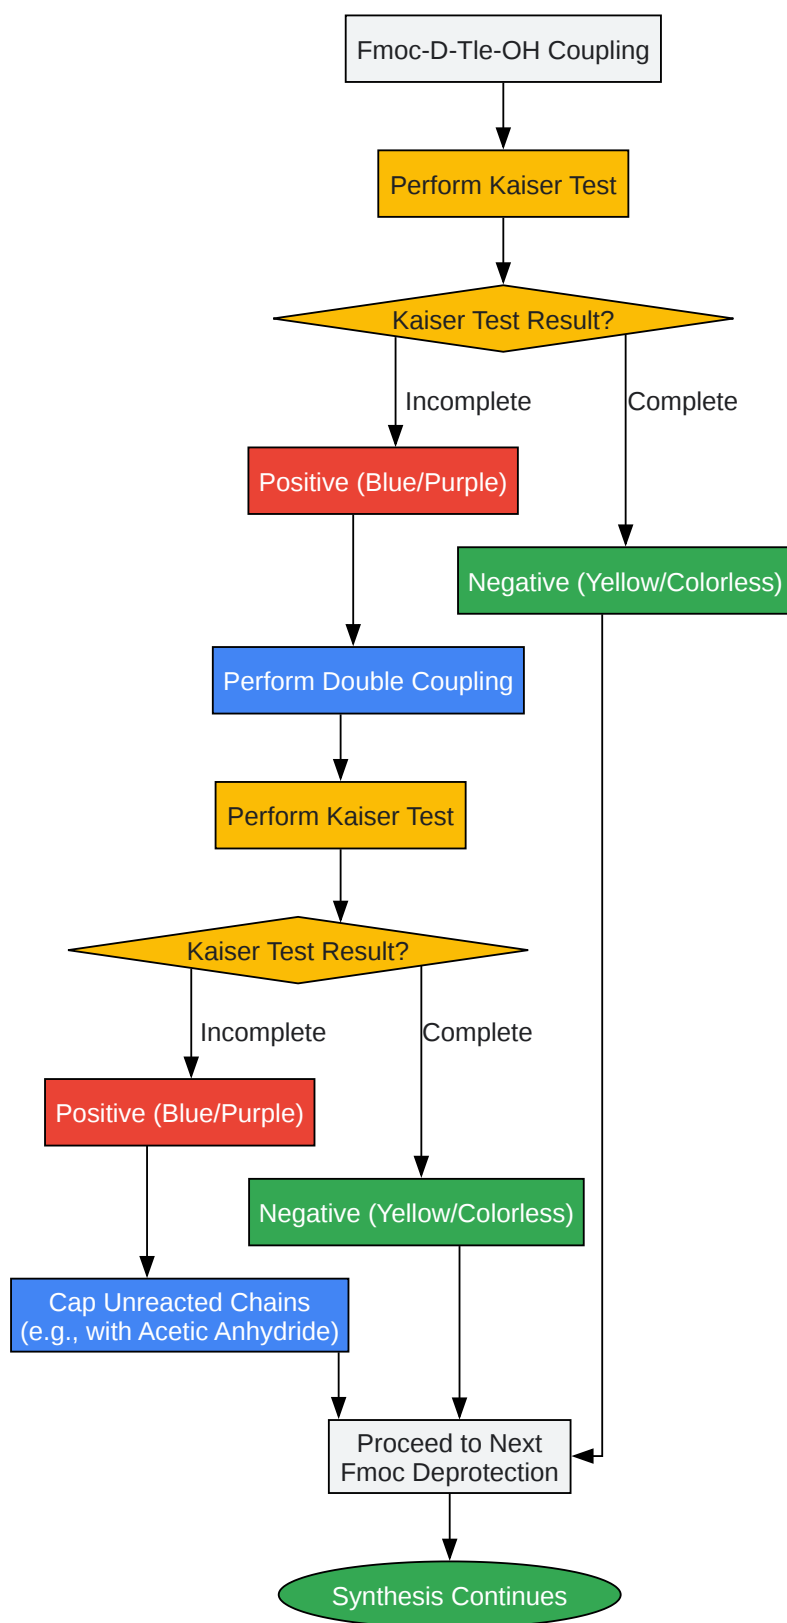 Fmoc-D-Tle-OH Coupling
Perform Kaiser Test
Kaiser Test Result?
Incomplete
Complete
Positive (Blue/Purple)
Negative (Yellow/Colorless)
Perform Double Coupling
Perform Kaiser Test
Kaiser Test Result?
Incomplete
Complete
Positive (Blue/Purple)
Negative (Yellow/Colorless)
Cap Unreacted Chains
(e.g., with Acetic Anhydride)
Proceed to Next
Fmoc Deprotection
Synthesis Continues